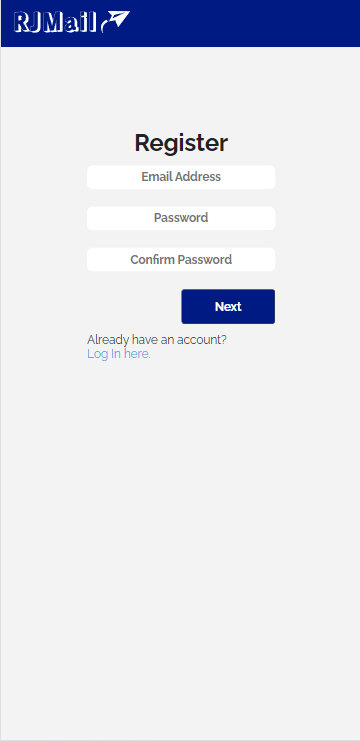 RJMail
Register
Email Address
Password
Confirm Password
Next
Already have an account?
Log In here.